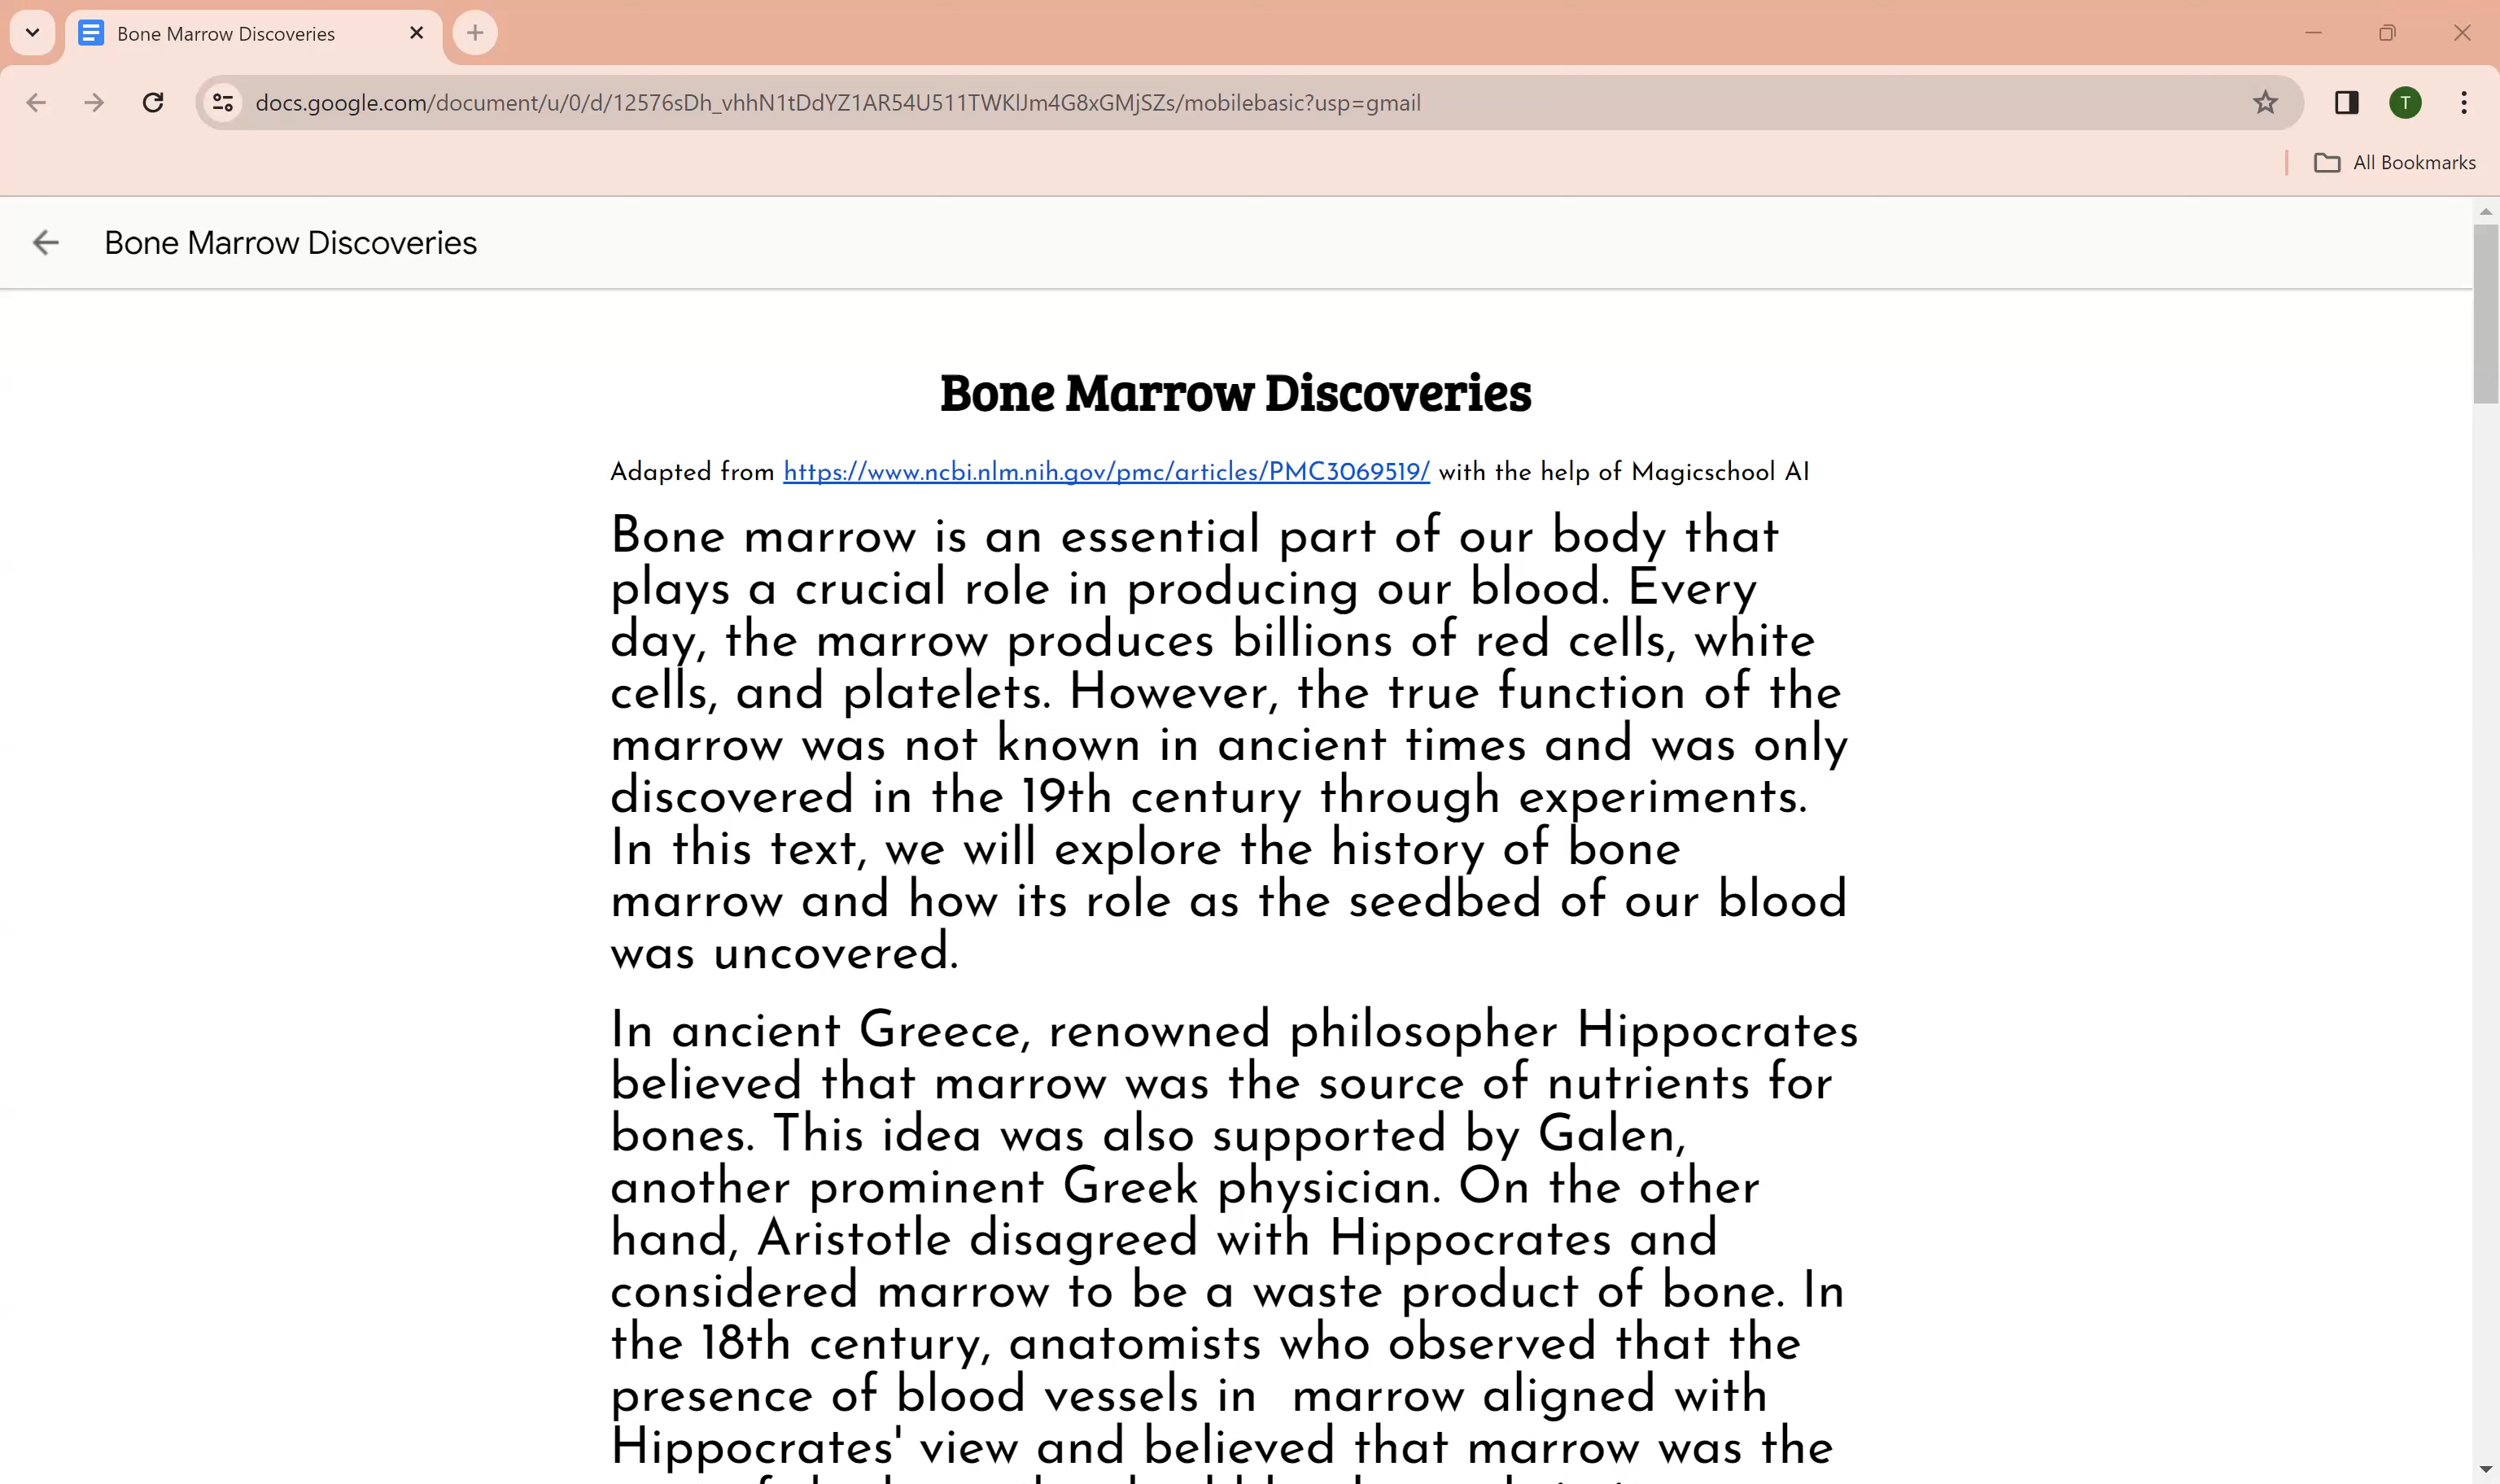 Bone Marrow Discoveries
docs.google.com/document/u/0/d/12576sDh_vhhN1tDdYZ1AR54U511TWKlJm4G8xGMjSZs/mobilebasic?usp=gmail
T
All Bookmarks
Bone Marrow Discoveries
Bone Marrow Discoveries
Adapted from https://www.ncbi.nlm.nih.gov/pmc/articles/PMC3069519/ with the help of Magicschool AI
Bone marrow is an essential part of our body that
plays a crucial role in producing our blood. Every
day, the marrow produces billions of red cells, white
cells, and platelets. However, the true function of the
marrow was not known in ancient times and was only
discovered in the 19th century through experiments.
In this text, we will explore the history of bone
marrow and how its role as the seedbed of our blood
was uncovered.
In ancient Greece, renowned philosopher Hippocrates
believed that marrow was the source of nutrients for
bones. This idea was also supported by Galen,
another prominent Greek physician. On the other
hand, Aristotle disagreed with Hippocrates and
considered marrow to be a waste product of bone. In
the 18th century, anatomists who observed that the
presence of blood vessels in  marrow aligned with
Hippocrates' view and believed that marrow was the